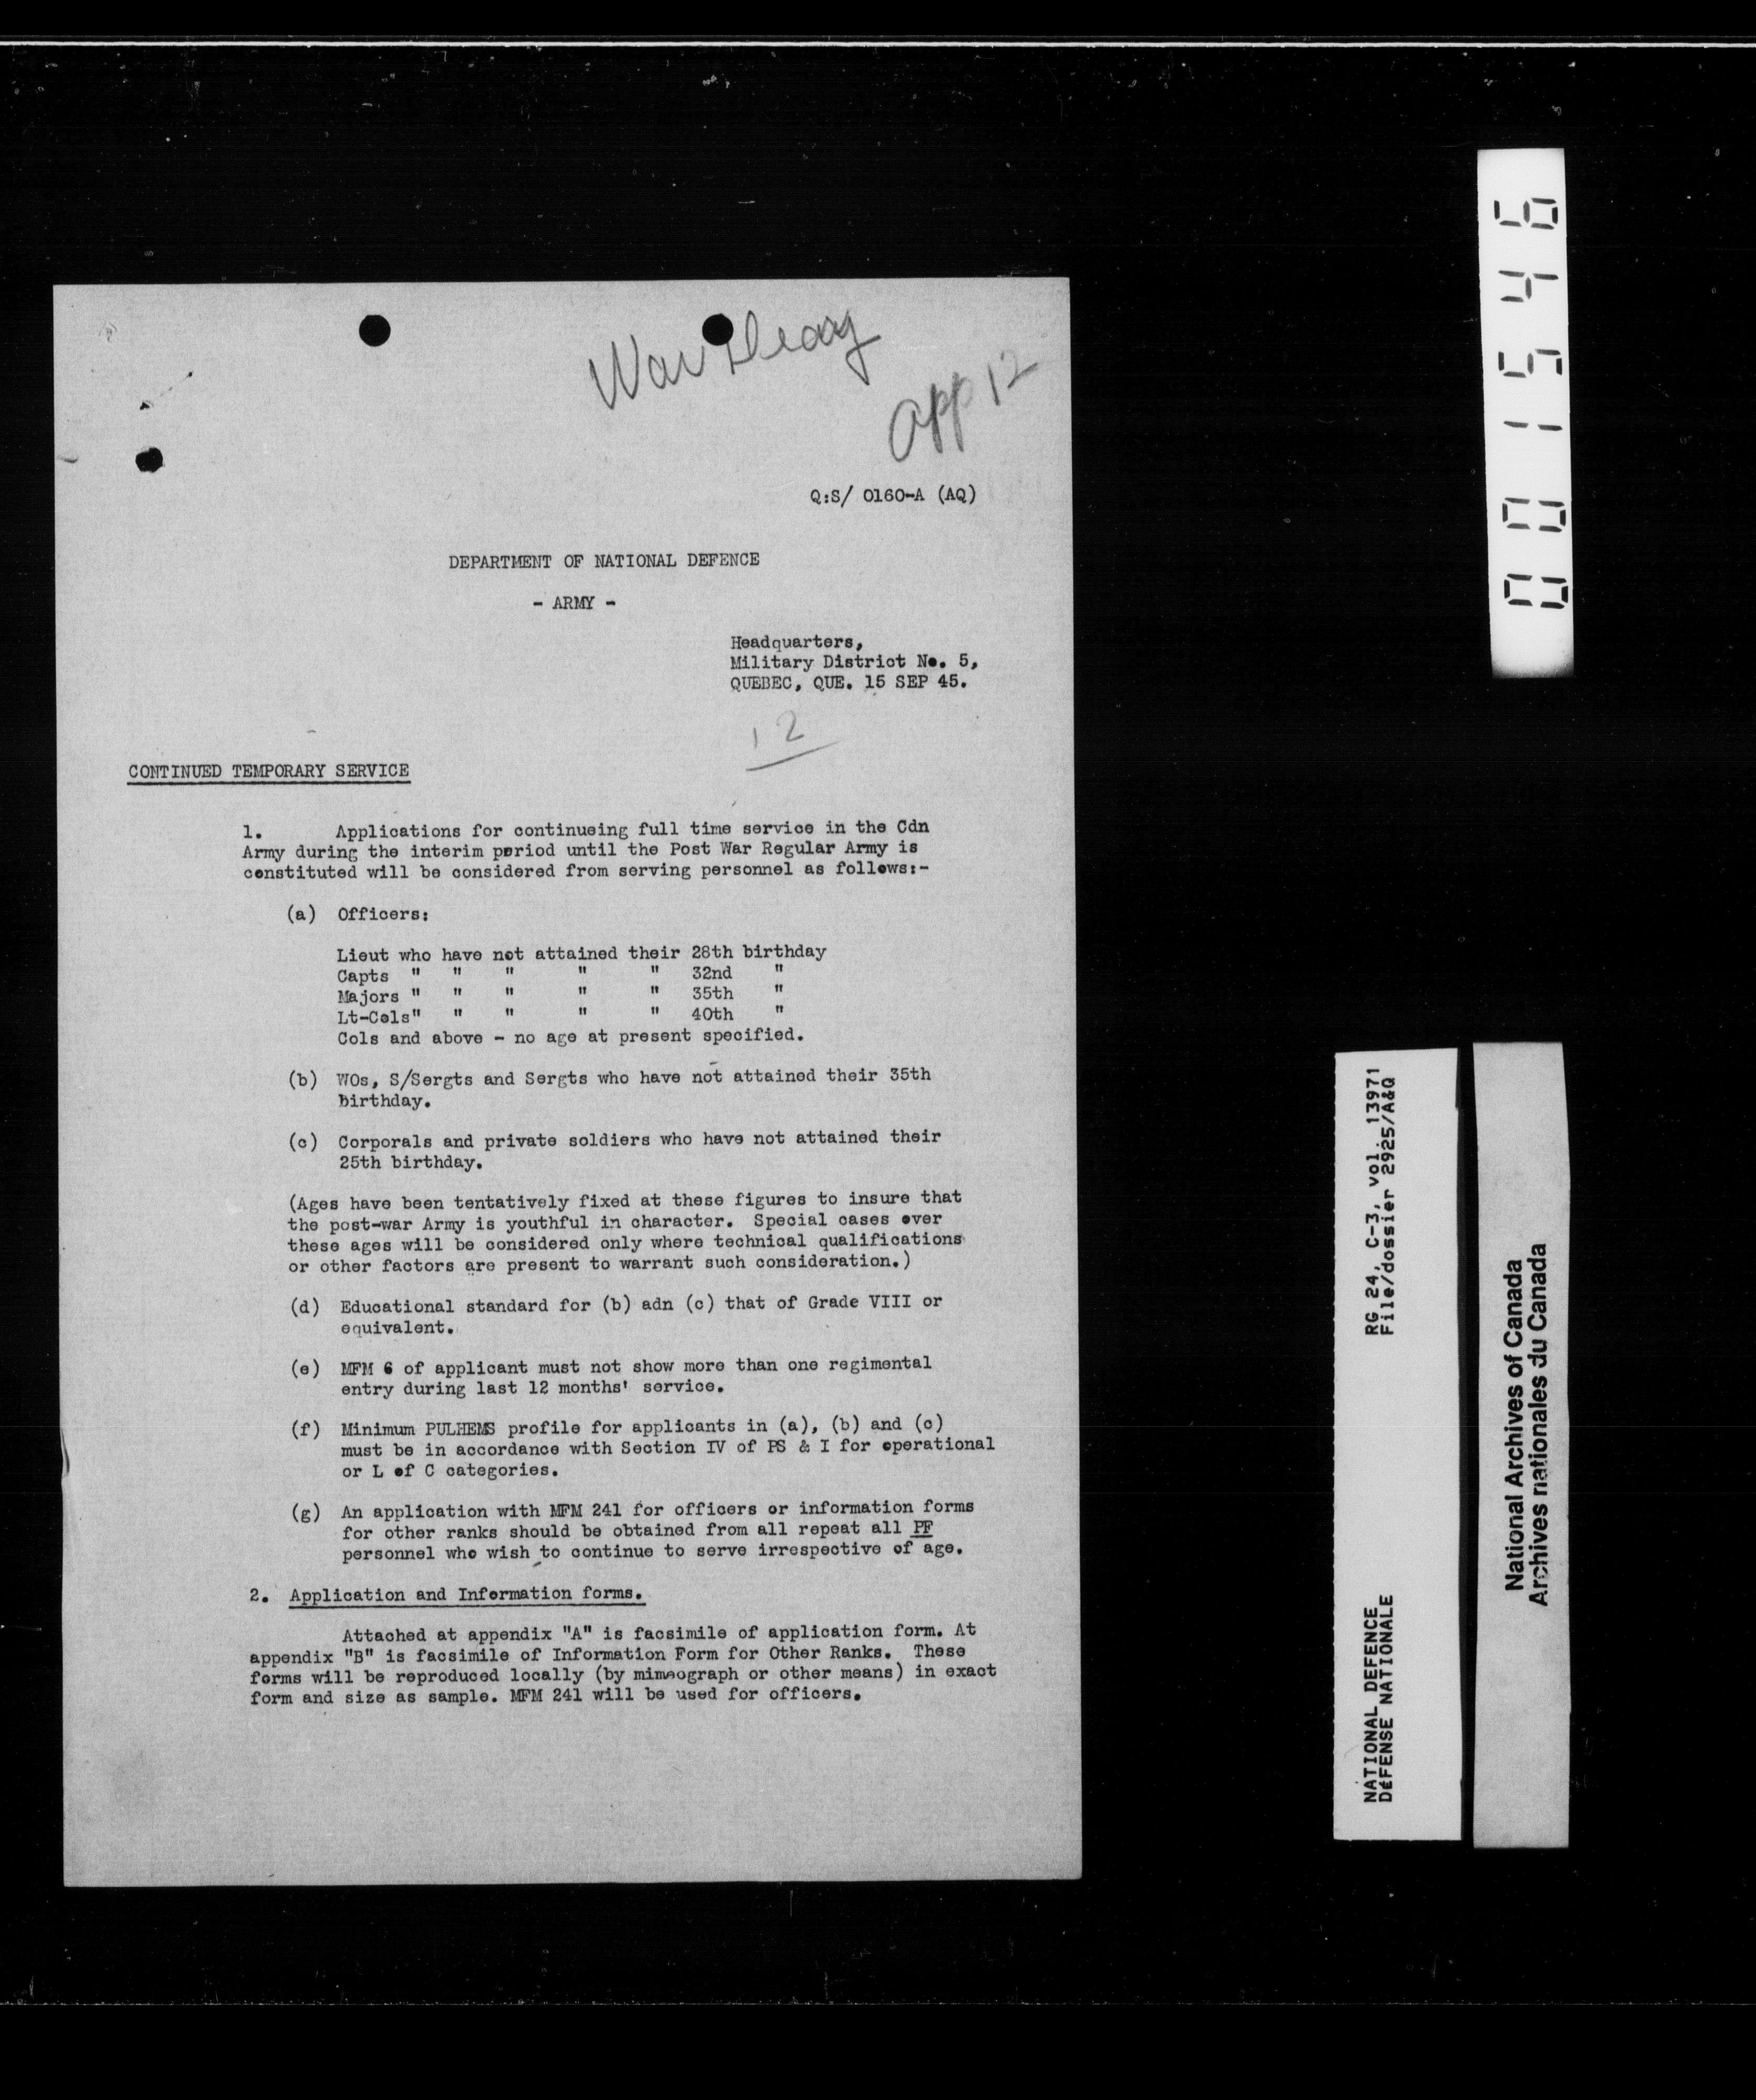 War Diary
App 12
Q:S/ 0160-A (AQ)
DEPARTMENT OF NATIONAL DEFENCE
- ARMY -
Headquarters,
Military District No. 5,
QUEBEC, QUE. 15 SEP 45.
12
CONTINUED TEMPORARY SERVICE
1. Applications for continueing full time service in the Cdn
Army during the interim period until the Post War Regular Army is
constituted will be considered from serving personnel as follows:-
(a) Officers:
Lieut who have not attained their 28th birthday
Capts " " " " " 32nd "
Majors " " " " " 35th "
Lt-Cols" " " " " 40th "
Cols and above - no age at present specified.
(b) WOs, S/Sergts and Sergts who have not attained their 35th
birthday.
(c) Corporals and private soldiers who have not attained their
25th birthday.
(Ages have been tentatively fixed at these figures to insure that
the post-war Army is youthful in character. Special cases over
these ages will be considered only where technical qualifications
or other factors are present to warrant such consideration.)
(d) Educational standard for (b) adn (c) that of Grade VIII or
equivalent.
(e) MFM 6 of applicant must not show more than one regimental
entry during last 12 months' service.
(f) Minimum PULHEMS profile for applicants in (a), (b) and (c)
must be in accordance with Section IV of PS & I for operational
or L of C categories.
(g) An application with MFM 241 for officers or information forms
for other ranks should be obtained from all repeat all PF
personnel who wish to continue to serve irrespective of age.
2. Application and Information forms.
Attached at appendix "A" is facsimile of application form. At
appendix "B" is facsimile of Information Form for Other Ranks. These
forms will be reproduced locally (by mimeograph or other means) in exact
form and size as sample. MFM 241 will be used for officers.
001546
NATIONAL DEFENCE RG 24, C-3, vol. 13971
DÉFENSE NATIONALE File/dossier 2925/A&Q
National Archives of Canada
Archives nationales du Canada